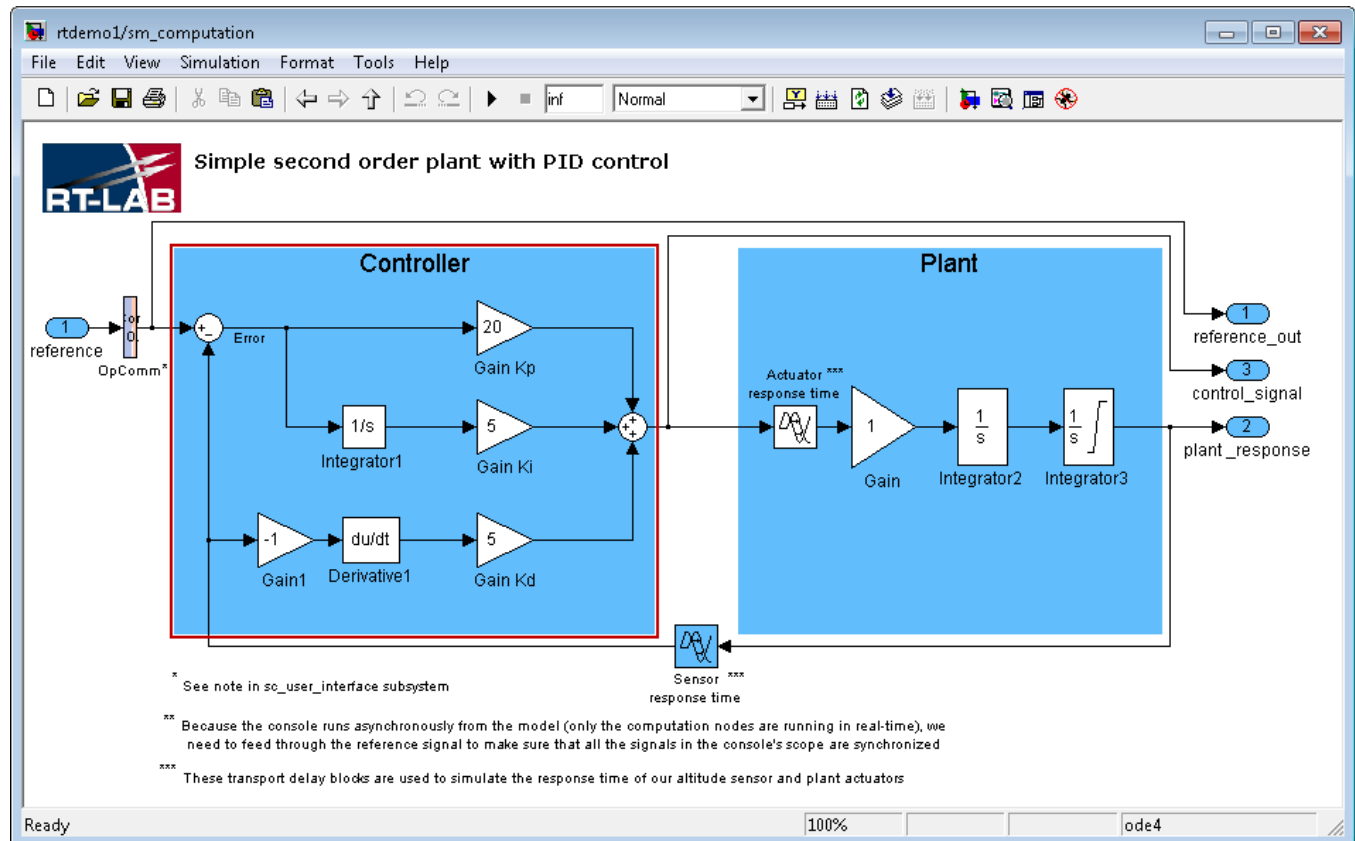 rtdemo1/sm_computation
File Edit View Simulation Format Tools Help
inf Normal
RT-LAB
Simple second order plant with PID control
Controller
Plant
1
reference
OpComm*
+
-
Error
20
Gain Kp
1/s
Integrator1
5
Gain Ki
-1
Gain1
du/dt
Derivative1
5
Gain Kd
+
+
+
Actuator ***
response time
1
Gain
1
s
Integrator2
1
s
Integrator3
1
reference_out
3
control_signal
2
plant_response
Sensor ***
response time
* See note in sc_user_interface subsystem
** Because the console runs asynchronously from the model (only the computation nodes are running in real-time), we
need to feed through the reference signal to make sure that all the signals in the console's scope are synchronized
*** These transport delay blocks are used to simulate the response time of our altitude sensor and plant actuators
Ready 100% ode4